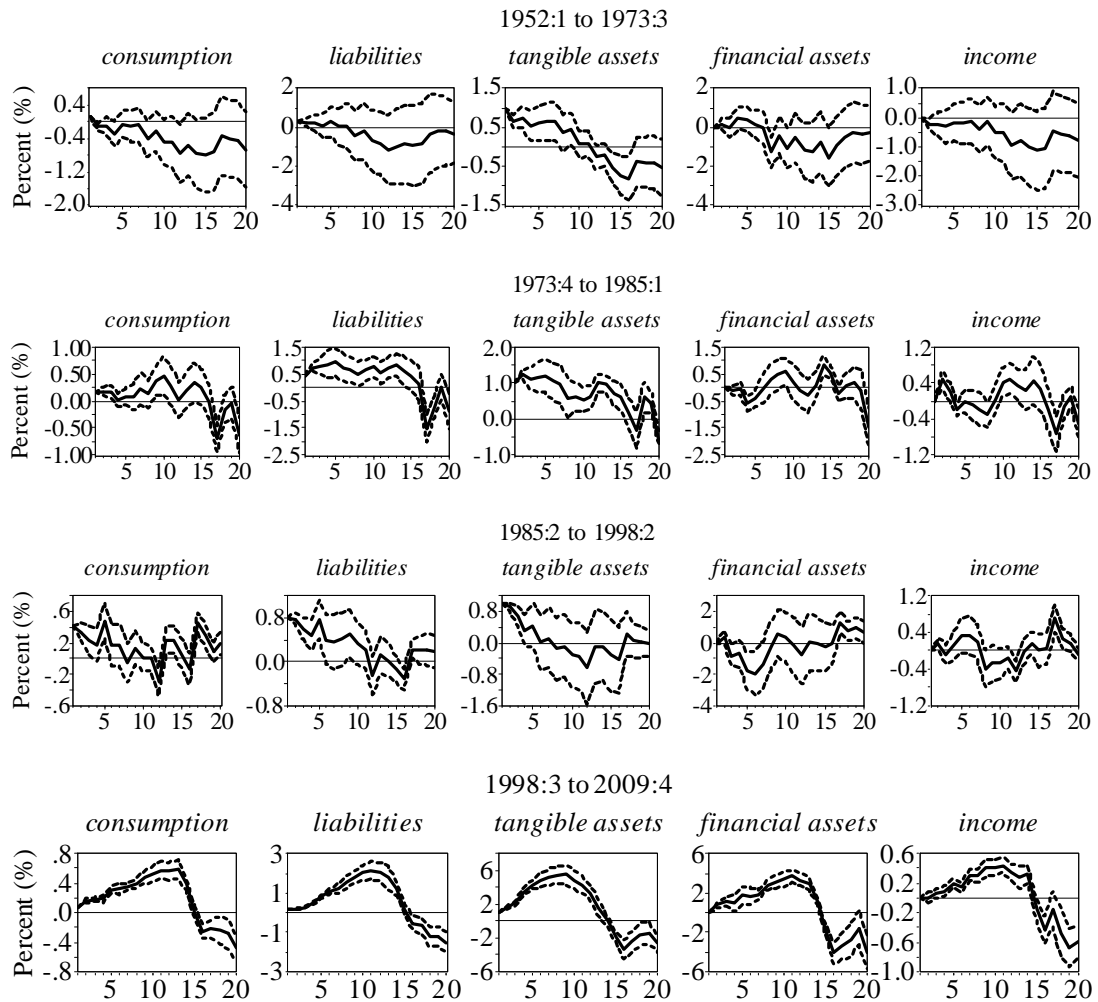 1952:1 to 1973:3
consumption liabilities tangible assets financial assets income
Percent (%)
0.4 -0.4 -1.2 -2.0
2 0 -2 -4
1.5 0.5 -0.5 -1.5
2 0 -2 -4
1.0 0.0 -1.0 -2.0 -3.0
5 10 15 20 5 10 15 20 5 10 15 20 5 10 15 20 5 10 15 20
1973:4 to 1985:1
consumption liabilities tangible assets financial assets income
Percent (%)
1.00 0.50 0.00 -0.50 -1.00
1.5 0.5 -0.5 -1.5 -2.5
2.0 1.0 0.0 -1.0
1.5 0.5 -0.5 -1.5 -2.5
1.2 0.4 -0.4 -1.2
5 10 15 20 5 10 15 20 5 10 15 20 5 10 15 20 5 10 15 20
1985:2 to 1998:2
consumption liabilities tangible assets financial assets income
Percent (%)
.6 .2 -.2 -.6
0.8 0.0 -0.8
0.8 0.0 -0.8 -1.6
2 0 -2 -4
1.2 0.4 -0.4 -1.2
5 10 15 20 5 10 15 20 5 10 15 20 5 10 15 20 5 10 15 20
1998:3 to 2009:4
consumption liabilities tangible assets financial assets income
Percent (%)
.8 .4 .0 -.4 -.8
3 1 -1 -3
6 2 -2 -6
6 2 -2 -6
0.6 0.2 -0.2 -0.6 -1.0
5 10 15 20 5 10 15 20 5 10 15 20 5 10 15 20 5 10 15 20